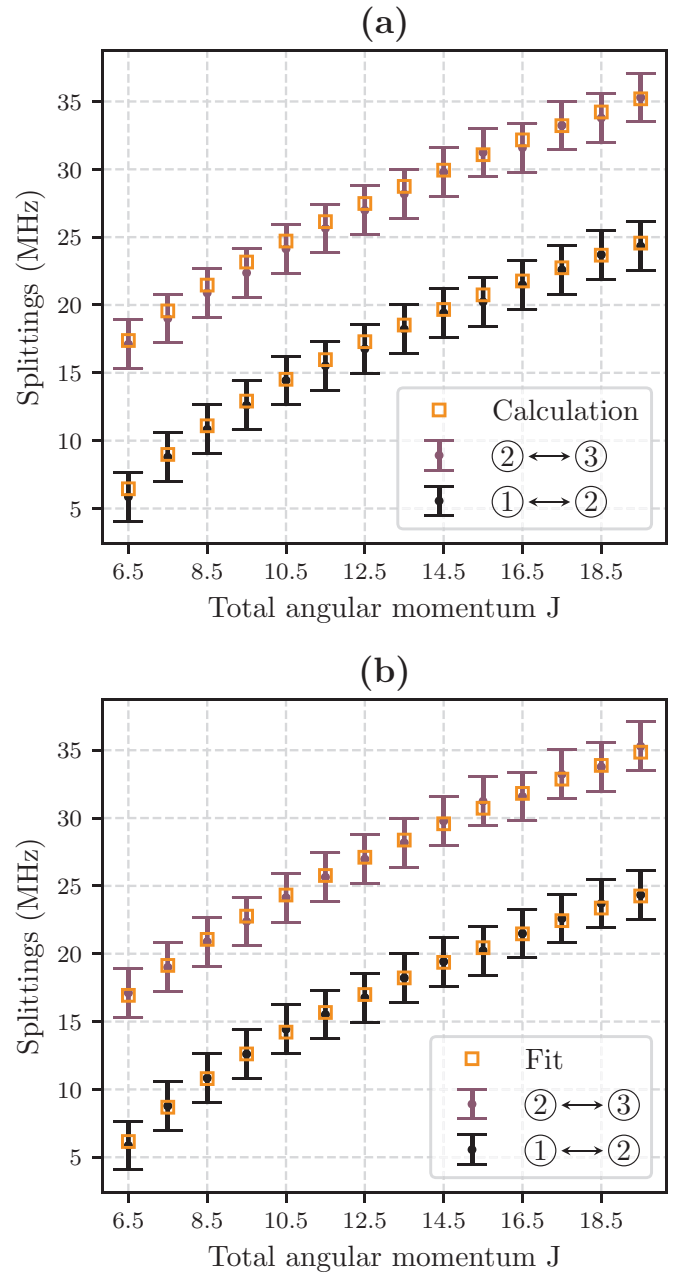 (a)
Splittings (MHz)
35
30
25
20
15
10
5
Calculation
② ⟷ ③
① ⟷ ②
6.5 8.5 10.5 12.5 14.5 16.5 18.5
Total angular momentum J
(b)
Splittings (MHz)
35
30
25
20
15
10
5
Fit
② ⟷ ③
① ⟷ ②
6.5 8.5 10.5 12.5 14.5 16.5 18.5
Total angular momentum J